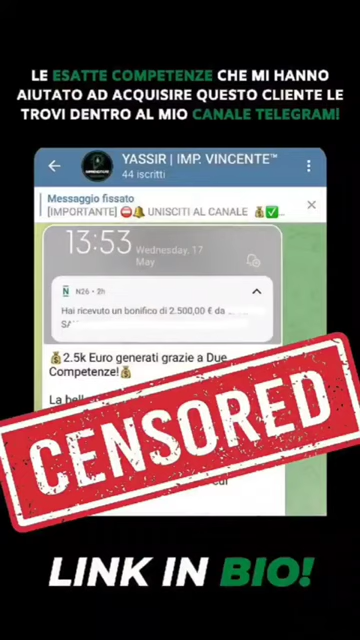 LE ESATTE COMPETENZE CHE MI HANNO
AIUTATO AD ACQUISIRE QUESTO CLIENTE LE
TROVI DENTRO AL MIO CANALE TELEGRAM!
YASSIR | IMP. VINCENTE™
44 iscritti
Messaggio fissato
[IMPORTANTE] ⛔🔔 UNISCITI AL CANALE 💰✅...
13:53 Wednesday, 17
May
N26 • 2h
Hai ricevuto un bonifico di 2.500,00 € da
💰2.5k Euro generati grazie a Due
Competenze!💰
La
CENSORED
LINK IN BIO!